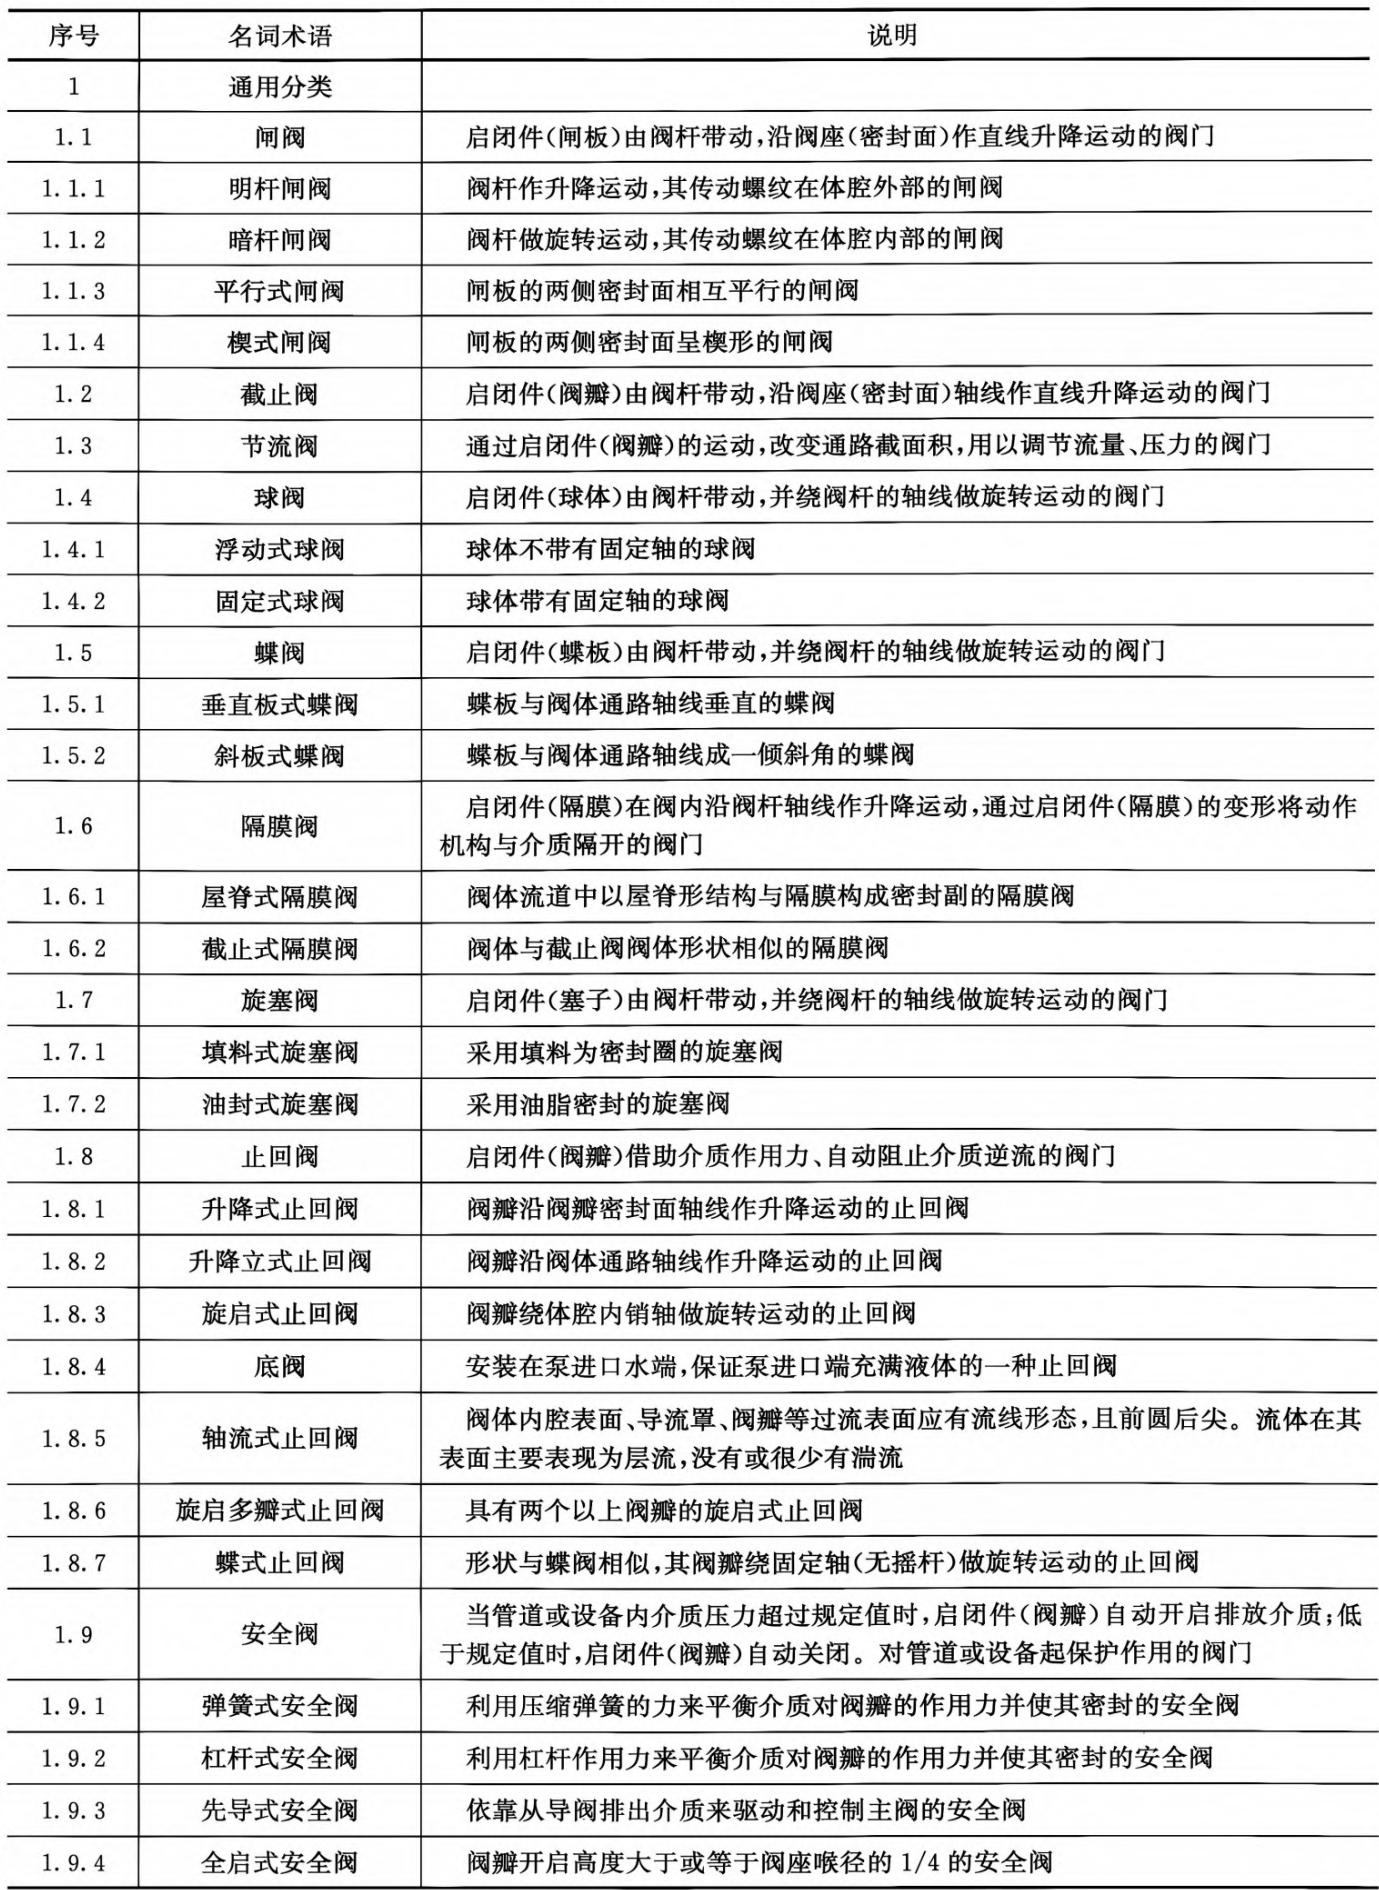 序号 名词术语 说明
1 通用分类
1.1 闸阀 启闭件(闸板)由阀杆带动,沿阀座(密封面)作直线升降运动的阀门
1.1.1 明杆闸阀 阀杆作升降运动,其传动螺纹在体腔外部的闸阀
1.1.2 暗杆闸阀 阀杆做旋转运动,其传动螺纹在体腔内部的闸阀
1.1.3 平行式闸阀 闸板的两侧密封面相互平行的闸阀
1.1.4 楔式闸阀 闸板的两侧密封面呈楔形的闸阀
1.2 截止阀 启闭件(阀瓣)由阀杆带动,沿阀座(密封面)轴线作直线升降运动的阀门
1.3 节流阀 通过启闭件(阀瓣)的运动,改变通路截面积,用以调节流量、压力的阀门
1.4 球阀 启闭件(球体)由阀杆带动,并绕阀杆的轴线做旋转运动的阀门
1.4.1 浮动式球阀 球体不带有固定轴的球阀
1.4.2 固定式球阀 球体带有固定轴的球阀
1.5 蝶阀 启闭件(蝶板)由阀杆带动,并绕阀杆的轴线做旋转运动的阀门
1.5.1 垂直板式蝶阀 蝶板与阀体通路轴线垂直的蝶阀
1.5.2 斜板式蝶阀 蝶板与阀体通路轴线成一倾斜角的蝶阀
1.6 隔膜阀 启闭件(隔膜)在阀内沿阀杆轴线作升降运动,通过启闭件(隔膜)的变形将动作
机构与介质隔开的阀门
1.6.1 屋脊式隔膜阀 阀体流道中以屋脊形结构与隔膜构成密封副的隔膜阀
1.6.2 截止式隔膜阀 阀体与截止阀阀体形状相似的隔膜阀
1.7 旋塞阀 启闭件(塞子)由阀杆带动,并绕阀杆的轴线做旋转运动的阀门
1.7.1 填料式旋塞阀 采用填料为密封圈的旋塞阀
1.7.2 油封式旋塞阀 采用油脂密封的旋塞阀
1.8 止回阀 启闭件(阀瓣)借助介质作用力、自动阻止介质逆流的阀门
1.8.1 升降式止回阀 阀瓣沿阀瓣密封面轴线作升降运动的止回阀
1.8.2 升降立式止回阀 阀瓣沿阀体通路轴线作升降运动的止回阀
1.8.3 旋启式止回阀 阀瓣绕体腔内销轴做旋转运动的止回阀
1.8.4 底阀 安装在泵进口水端,保证泵进口端充满液体的一种止回阀
1.8.5 轴流式止回阀 阀体内腔表面、导流罩、阀瓣等过流表面应有流线形态,且前圆后尖。流体在其
表面主要表现为层流,没有或很少有湍流
1.8.6 旋启多瓣式止回阀 具有两个以上阀瓣的旋启式止回阀
1.8.7 蝶式止回阀 形状与蝶阀相似,其阀瓣绕固定轴(无摇杆)做旋转运动的止回阀
1.9 安全阀 当管道或设备内介质压力超过规定值时,启闭件(阀瓣)自动开启排放介质;低
于规定值时,启闭件(阀瓣)自动关闭。对管道或设备起保护作用的阀门
1.9.1 弹簧式安全阀 利用压缩弹簧的力来平衡介质对阀瓣的作用力并使其密封的安全阀
1.9.2 杠杆式安全阀 利用杠杆作用力来平衡介质对阀瓣的作用力并使其密封的安全阀
1.9.3 先导式安全阀 依靠从导阀排出介质来驱动和控制主阀的安全阀
1.9.4 全启式安全阀 阀瓣开启高度大于或等于阀座喉径的 1/4 的安全阀